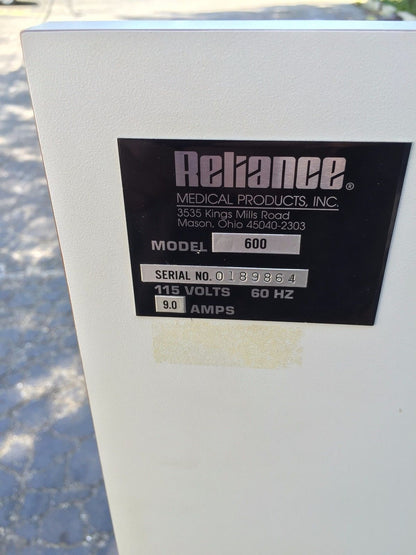 Reliance®
MEDICAL PRODUCTS, INC.
3535 Kings Mills Road
Mason, Ohio 45040-2303
MODEL 600
SERIAL NO. 0189864
115 VOLTS 60 HZ
9.0 AMPS